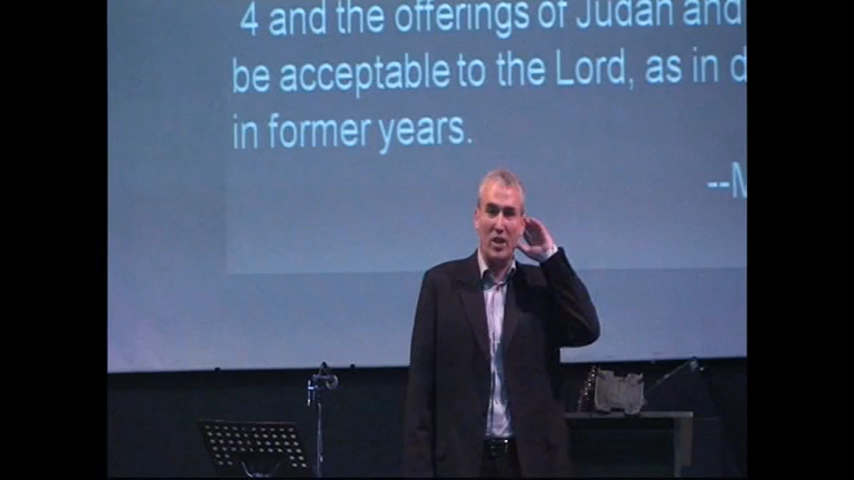 4 and the offerings of Judah and
be acceptable to the Lord, as in
in former years.